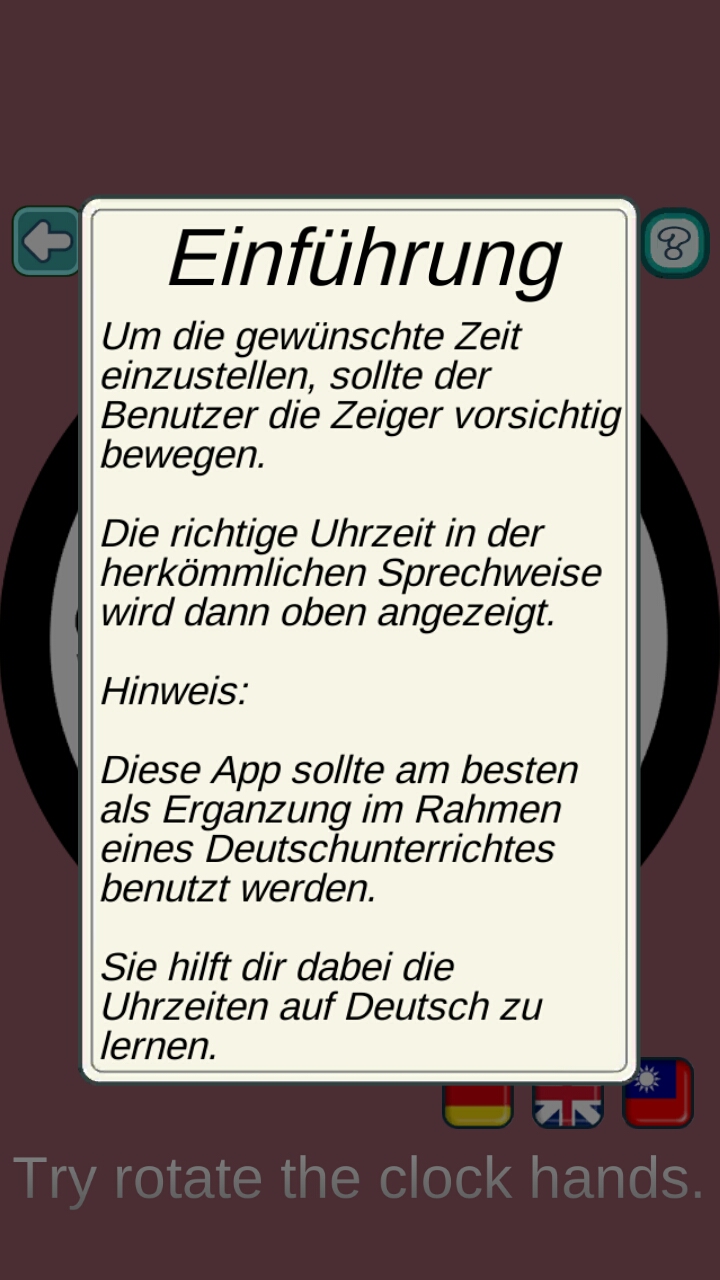 Einführung
Um die gewünschte Zeit
einzustellen, sollte der
Benutzer die Zeiger vorsichtig
bewegen.
Die richtige Uhrzeit in der
herkömmlichen Sprechweise
wird dann oben angezeigt.
Hinweis:
Diese App sollte am besten
als Erganzung im Rahmen
eines Deutschunterrichtes
benutzt werden.
Sie hilft dir dabei die
Uhrzeiten auf Deutsch zu
lernen.
Try rotate the clock hands.